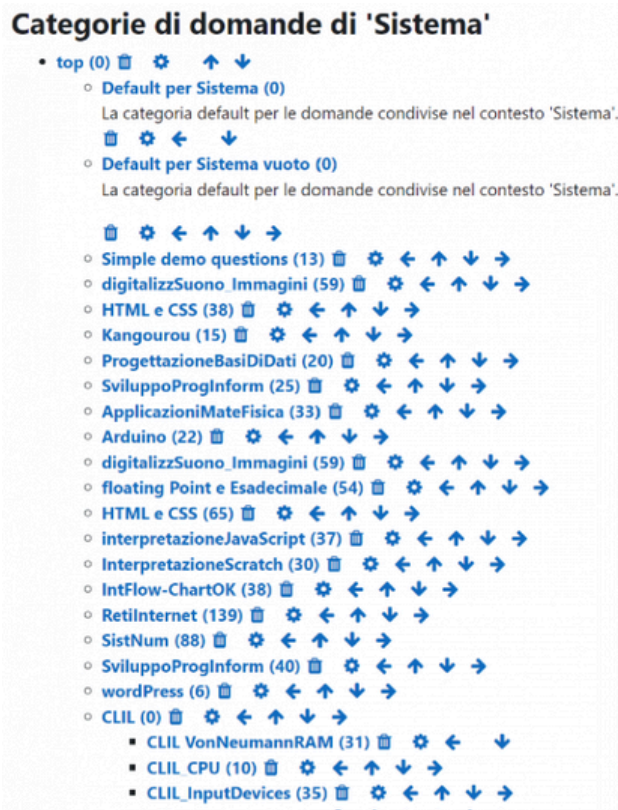 Categorie di domande di 'Sistema'
top (0)
Default per Sistema (0)
La categoria default per le domande condivise nel contesto 'Sistema'.
Default per Sistema vuoto (0)
La categoria default per le domande condivise nel contesto 'Sistema'.
Simple demo questions (13)
digitalizzSuono_Immagini (59)
HTML e CSS (38)
Kangourou (15)
ProgettazioneBasiDiDati (20)
SviluppoProgInform (25)
ApplicazioniMateFisica (33)
Arduino (22)
digitalizzSuono_Immagini (59)
floating Point e Esadecimale (54)
HTML e CSS (65)
interpretazioneJavaScript (37)
InterpretazioneScratch (30)
IntFlow-ChartOK (38)
RetiInternet (139)
SistNum (88)
SviluppoProgInform (40)
wordPress (6)
CLIL (0)
CLIL VonNeumannRAM (31)
CLIL_CPU (10)
CLIL_InputDevices (35)